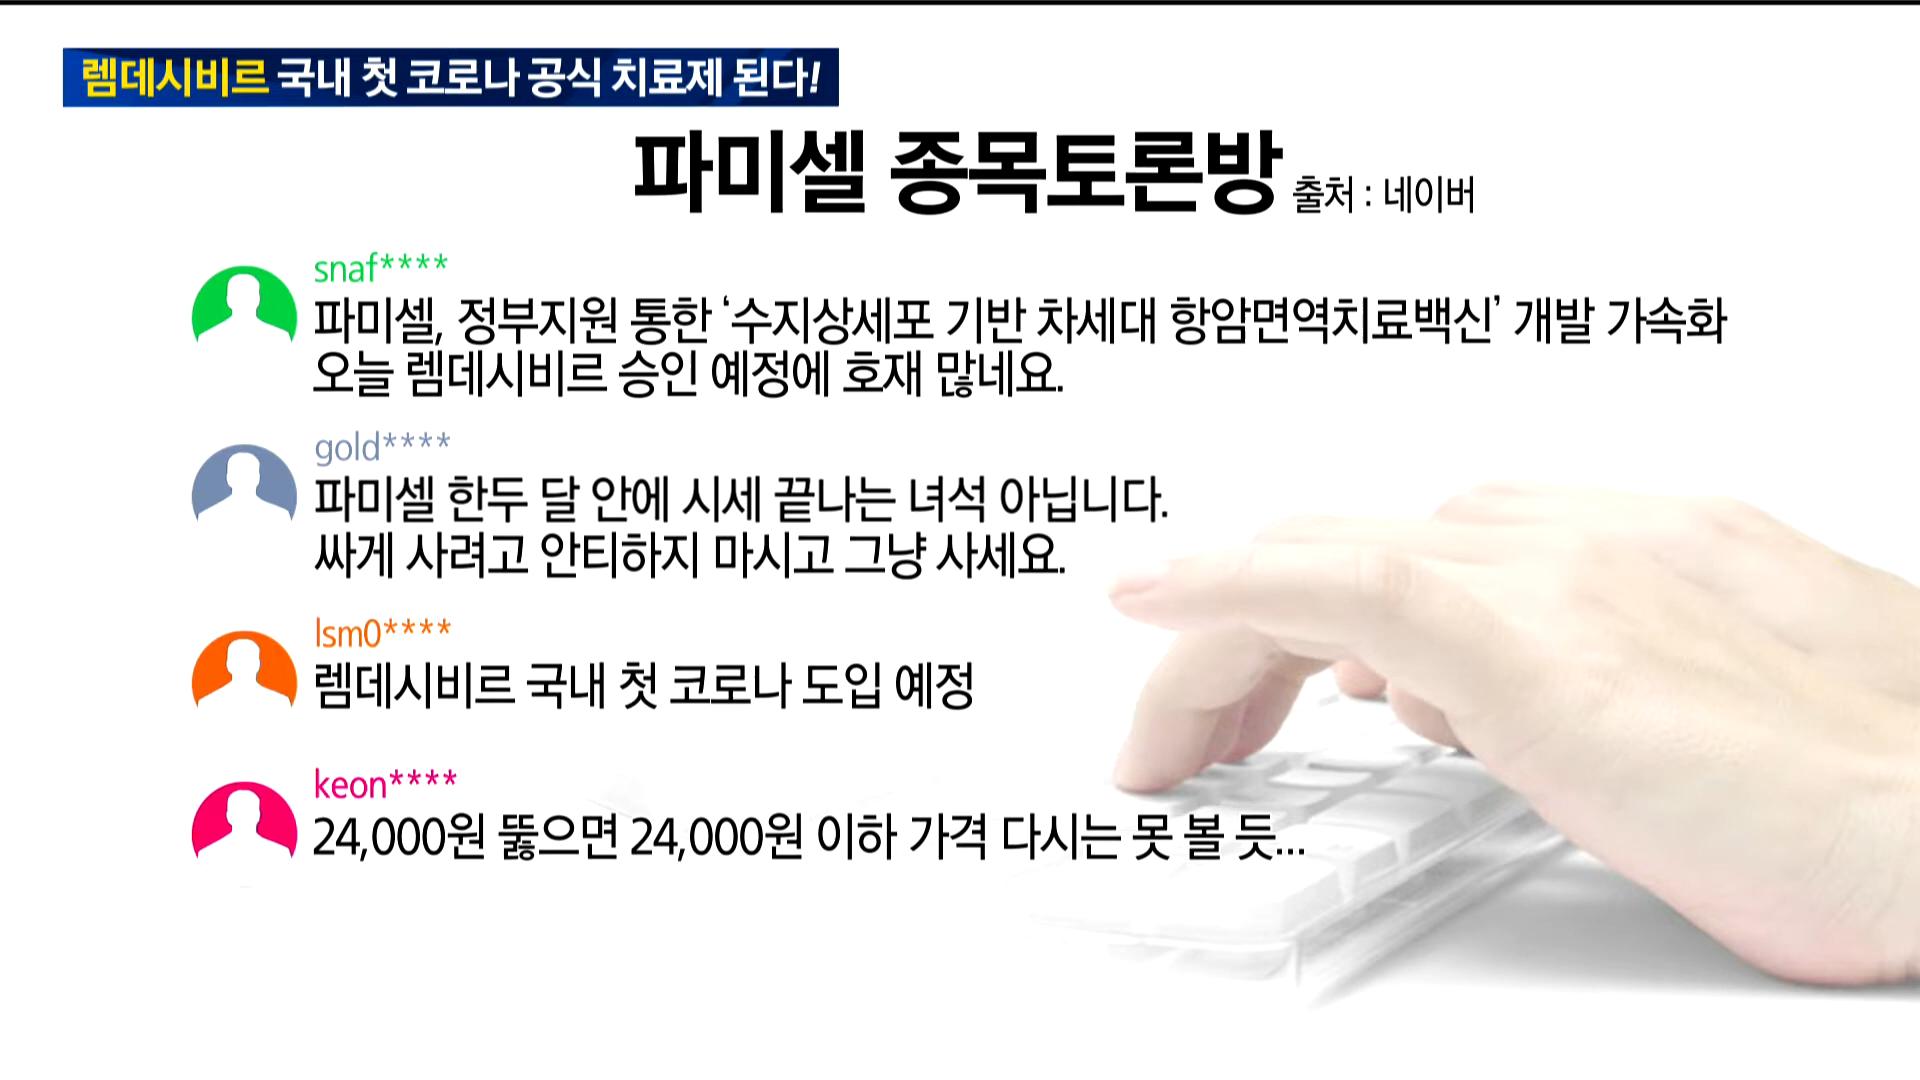 렘데시비르 국내 첫 코로나 공식 치료제 된다!
파미셀 종목토론방 출처 : 네이버
snaf****
파미셀, 정부지원 통한 ‘수지상세포 기반 차세대 항암면역치료백신’ 개발 가속화
오늘 렘데시비르 승인 예정에 호재 많네요.
gold****
파미셀 한두 달 안에 시세 끝나는 녀석 아닙니다.
싸게 사려고 안티하지 마시고 그냥 사세요.
lsm0****
렘데시비르 국내 첫 코로나 도입 예정
keon****
24,000원 뚫으면 24,000원 이하 가격 다시는 못 볼 듯...